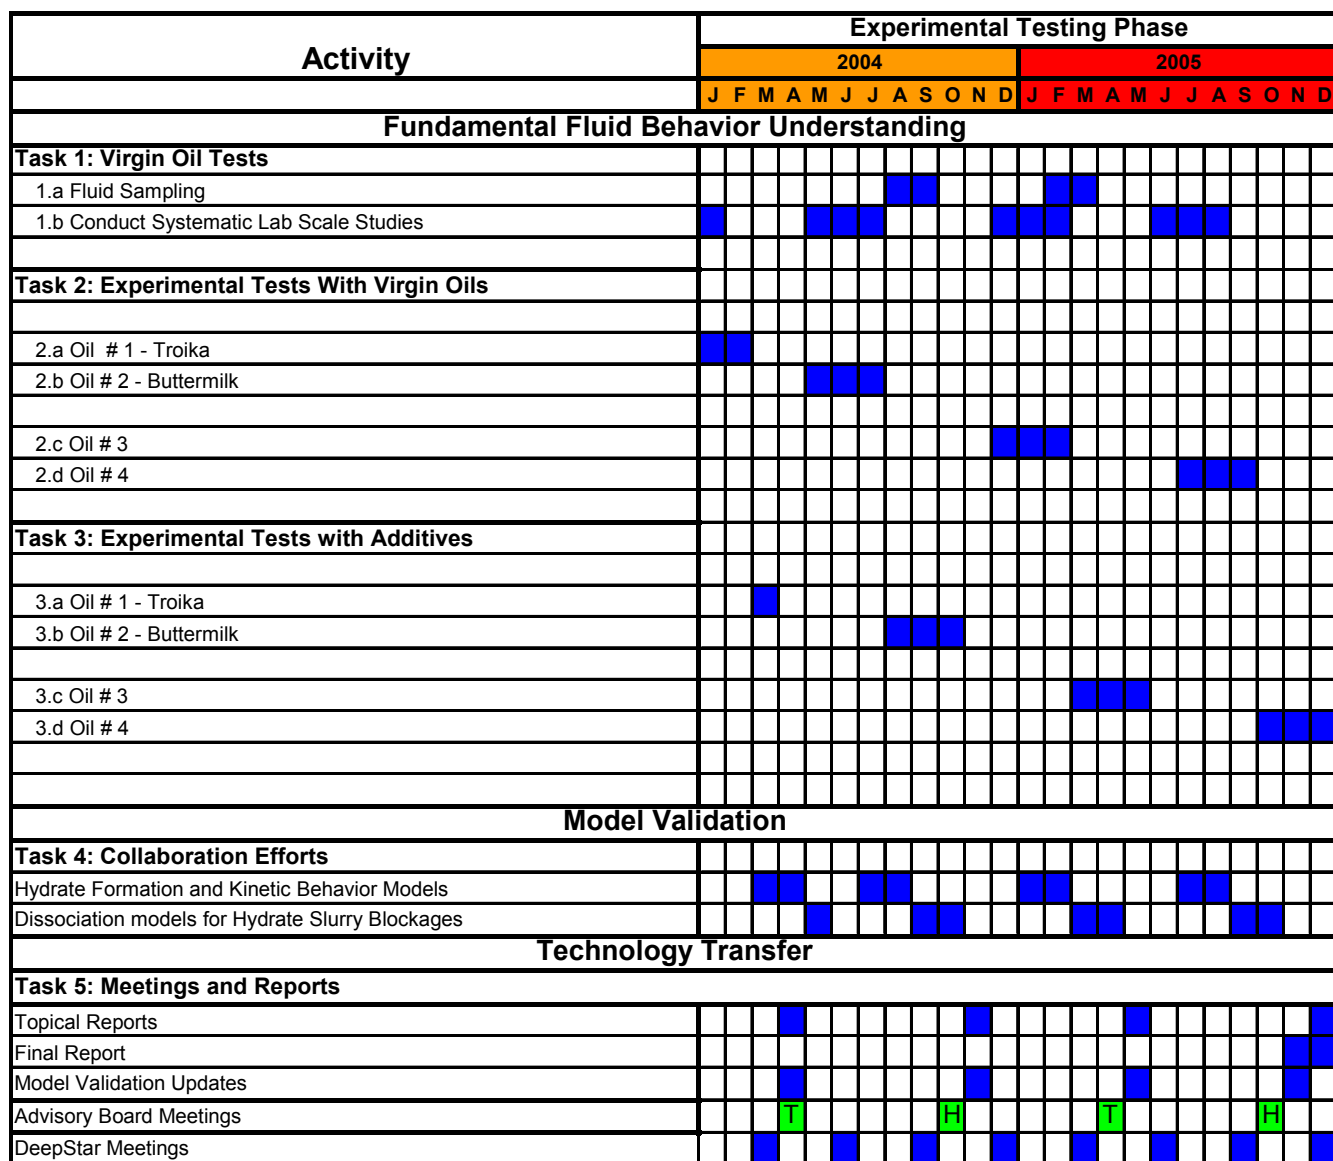 Activity
Experimental Testing Phase
2004 2005
J F M A M J J A S O N D J F M A M J J A S O N D
Fundamental Fluid Behavior Understanding
Task 1: Virgin Oil Tests
1.a Fluid Sampling
1.b Conduct Systematic Lab Scale Studies
Task 2: Experimental Tests With Virgin Oils
2.a Oil # 1 - Troika
2.b Oil # 2 - Buttermilk
2.c Oil # 3
2.d Oil # 4
Task 3: Experimental Tests with Additives
3.a Oil # 1 - Troika
3.b Oil # 2 - Buttermilk
3.c Oil # 3
3.d Oil # 4
Model Validation
Task 4: Collaboration Efforts
Hydrate Formation and Kinetic Behavior Models
Dissociation models for Hydrate Slurry Blockages
Technology Transfer
Task 5: Meetings and Reports
Topical Reports
Final Report
Model Validation Updates
Advisory Board Meetings T H T H
DeepStar Meetings